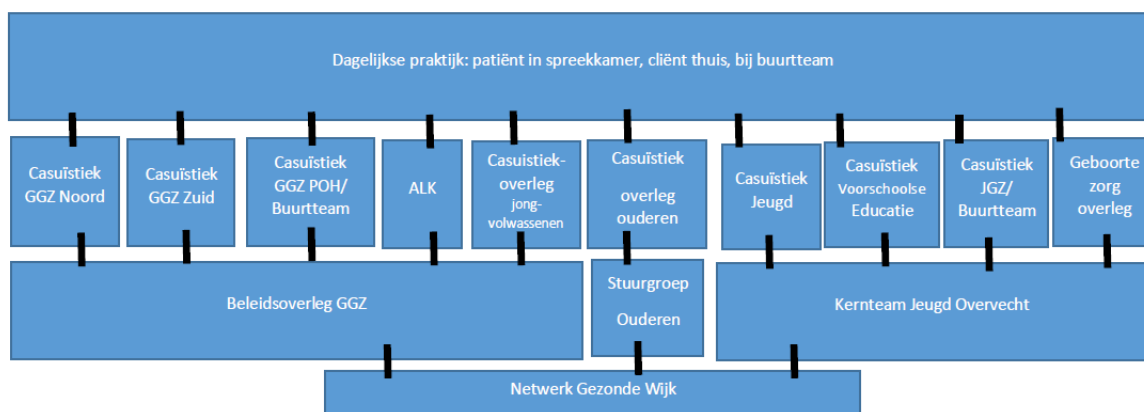 Dagelijkse praktijk: patiënt in spreekkamer, cliënt thuis, bij buurtteam
Casuïstiek
GGZ Noord
Casuïstiek
GGZ Zuid
Casuïstiek
GGZ POH/
Buurtteam
ALK
Casuistiek-
overleg
jong-
volwassenen
Casuïstiek
overleg
ouderen
Casuïstiek
Jeugd
Casuïstiek
Voorschoolse
Educatie
Casuïstiek
JGZ/
Buurtteam
Geboorte
zorg
overleg
Beleidsoverleg GGZ
Stuurgroep
Ouderen
Kernteam Jeugd Overvecht
Netwerk Gezonde Wijk